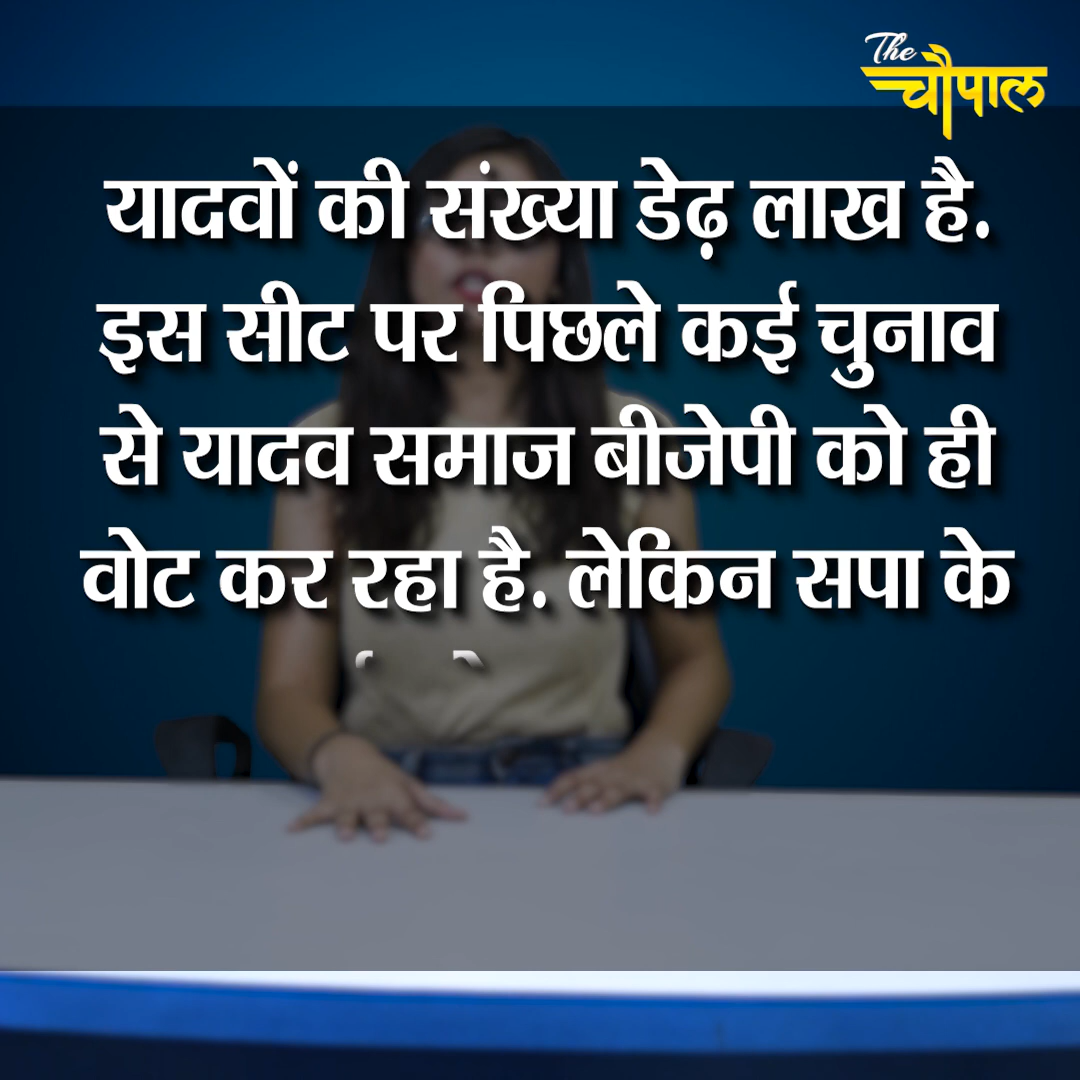 The
चौपाल
यादवों की संख्या डेढ़ लाख है.
इस सीट पर पिछले कई चुनाव
से यादव समाज बीजेपी को ही
वोट कर रहा है. लेकिन सपा के